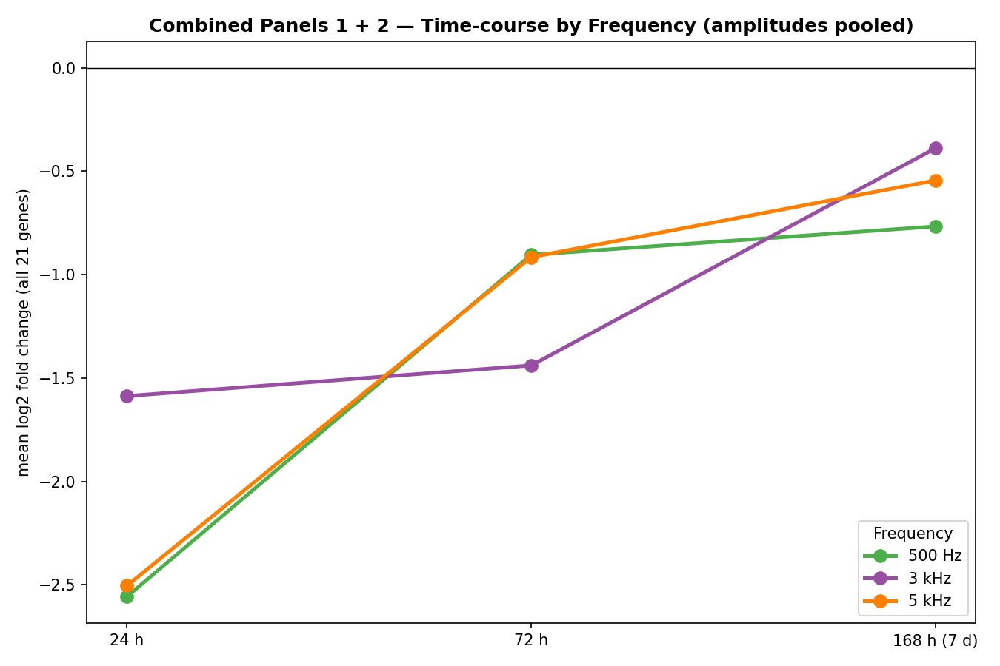 Combined Panels 1 + 2 — Time-course by Frequency (amplitudes pooled)
mean log2 fold change (all 21 genes)
0.0
−0.5
−1.0
−1.5
−2.0
−2.5
24 h
72 h
168 h (7 d)
Frequency
500 Hz
3 kHz
5 kHz